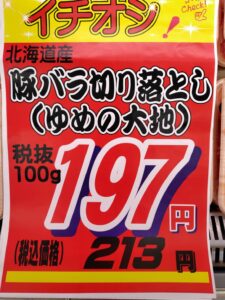 イチオシ!
Check!
北海道産
豚バラ切り落とし
(ゆめの大地)
税抜
100g
197円
(税込価格) 213円